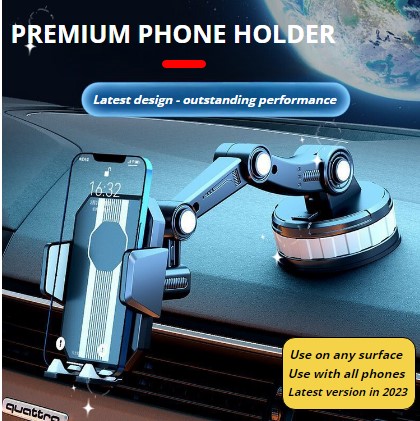 PREMIUM PHONE HOLDER
Latest design - outstanding performance
16:32
Use on any surface
Use with all phones
Latest version in 2023
quattro